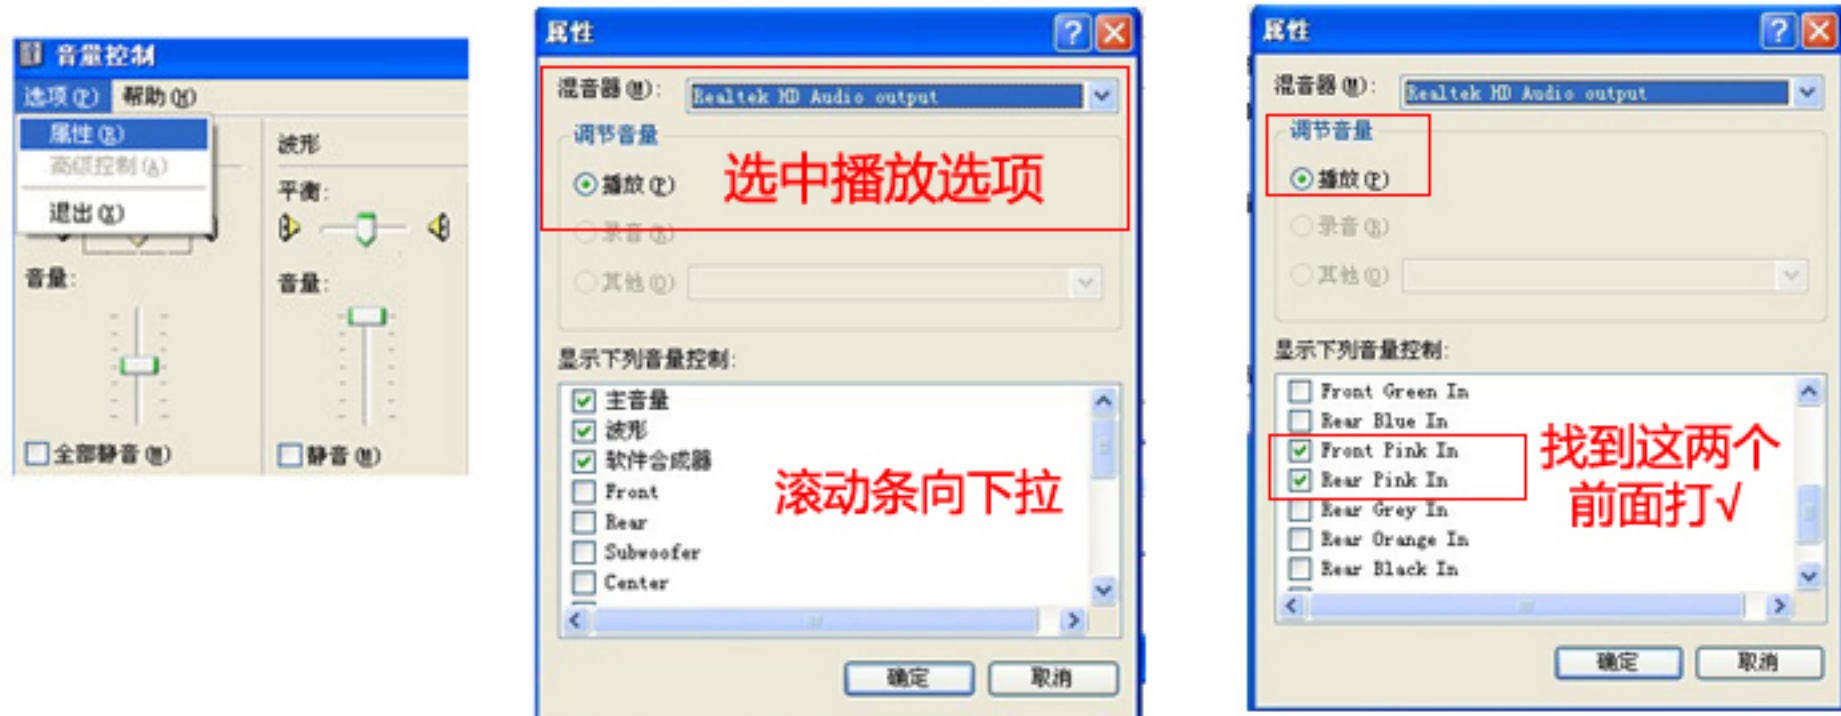 音量控制
选项(P) 帮助(H)
属性(R)
高级控制(A)
退出(X)
波形
平衡:
音量:
音量:
全部静音(M)
静音(M)
属性
混音器(M):
Realtek HD Audio output
调节音量
播放(P)
选中播放选项
录音(R)
其他(O)
显示下列音量控制:
主音量
波形
软件合成器
Front
Rear
Subwoofer
Center
滚动条向下拉
确定
取消
属性
混音器(M):
Realtek HD Audio output
调节音量
播放(P)
录音(R)
其他(O)
显示下列音量控制:
Front Green In
Rear Blue In
Front Pink In
Rear Pink In
Rear Grey In
Rear Orange In
Rear Black In
找到这两个
前面打√
确定
取消